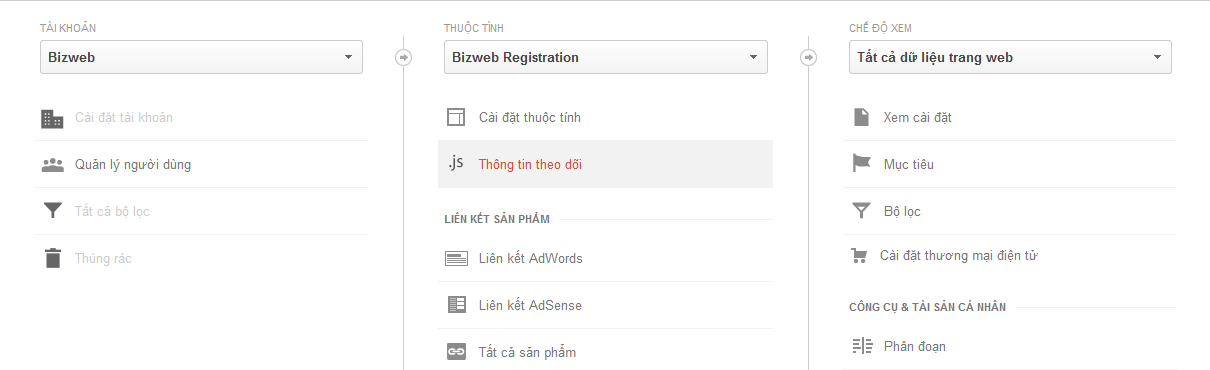 TÀI KHOẢN
Bizweb
Cài đặt tài khoản
Quản lý người dùng
Tất cả bộ lọc
Thùng rác
THUỘC TÍNH
Bizweb Registration
Cài đặt thuộc tính
.js Thông tin theo dõi
LIÊN KẾT SẢN PHẨM
Liên kết AdWords
Liên kết AdSense
Tất cả sản phẩm
CHẾ ĐỘ XEM
Tất cả dữ liệu trang web
Xem cài đặt
Mục tiêu
Bộ lọc
Cài đặt thương mại điện tử
CÔNG CỤ & TÀI SẢN CÁ NHÂN
Phân đoạn